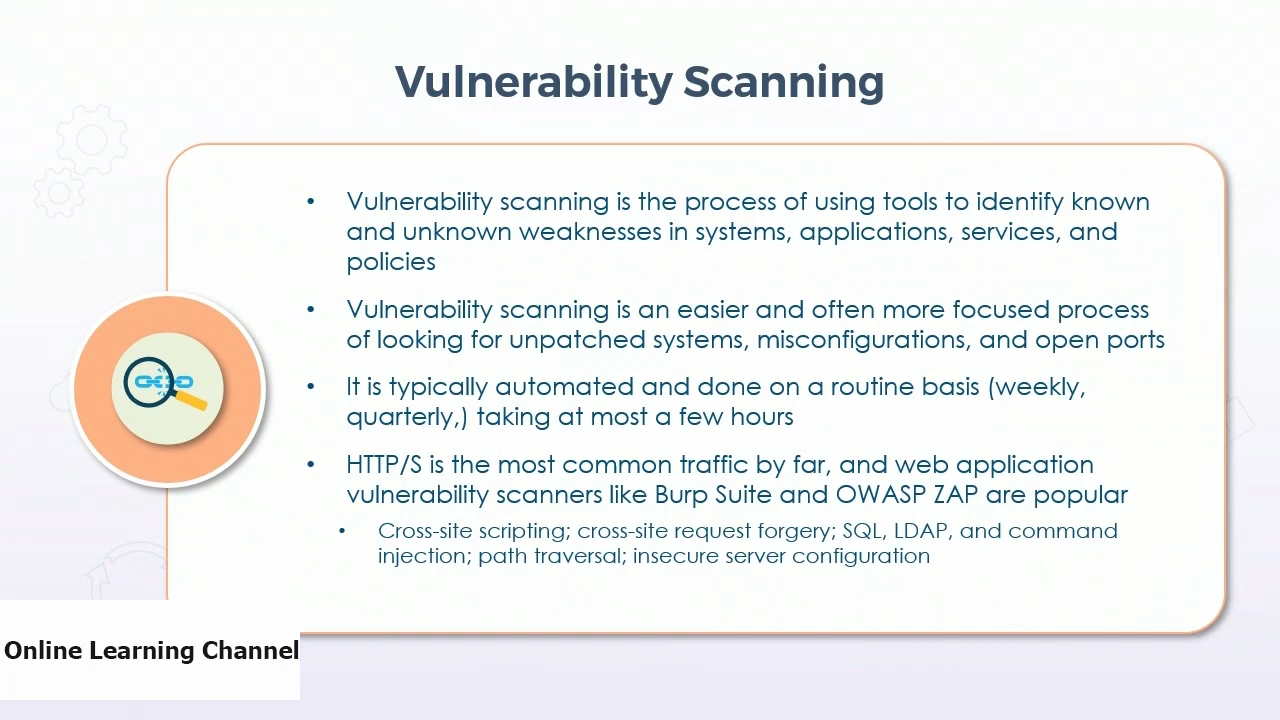 Vulnerability Scanning
• Vulnerability scanning is the process of using tools to identify known
and unknown weaknesses in systems, applications, services, and
policies
• Vulnerability scanning is an easier and often more focused process
of looking for unpatched systems, misconfigurations, and open ports
• It is typically automated and done on a routine basis (weekly,
quarterly,) taking at most a few hours
• HTTP/S is the most common traffic by far, and web application
vulnerability scanners like Burp Suite and OWASP ZAP are popular
• Cross-site scripting; cross-site request forgery; SQL, LDAP, and command
injection; path traversal; insecure server configuration
Online Learning Channel